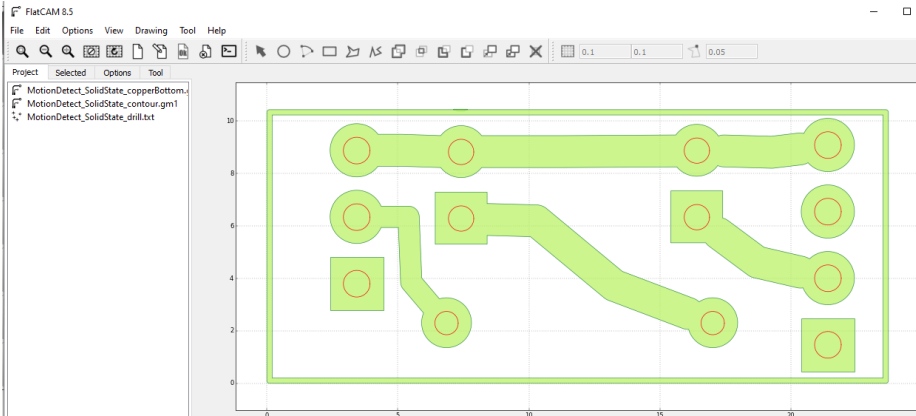 FlatCAM 8.5
File Edit Options View Drawing Tool Help
0.1 0.1 0.05
Project Selected Options Tool
MotionDetect_SolidState_copperBottom.g
MotionDetect_SolidState_contour.gm1
MotionDetect_SolidState_drill.txt
10
8
6
4
2
0
0 5 10 15 20